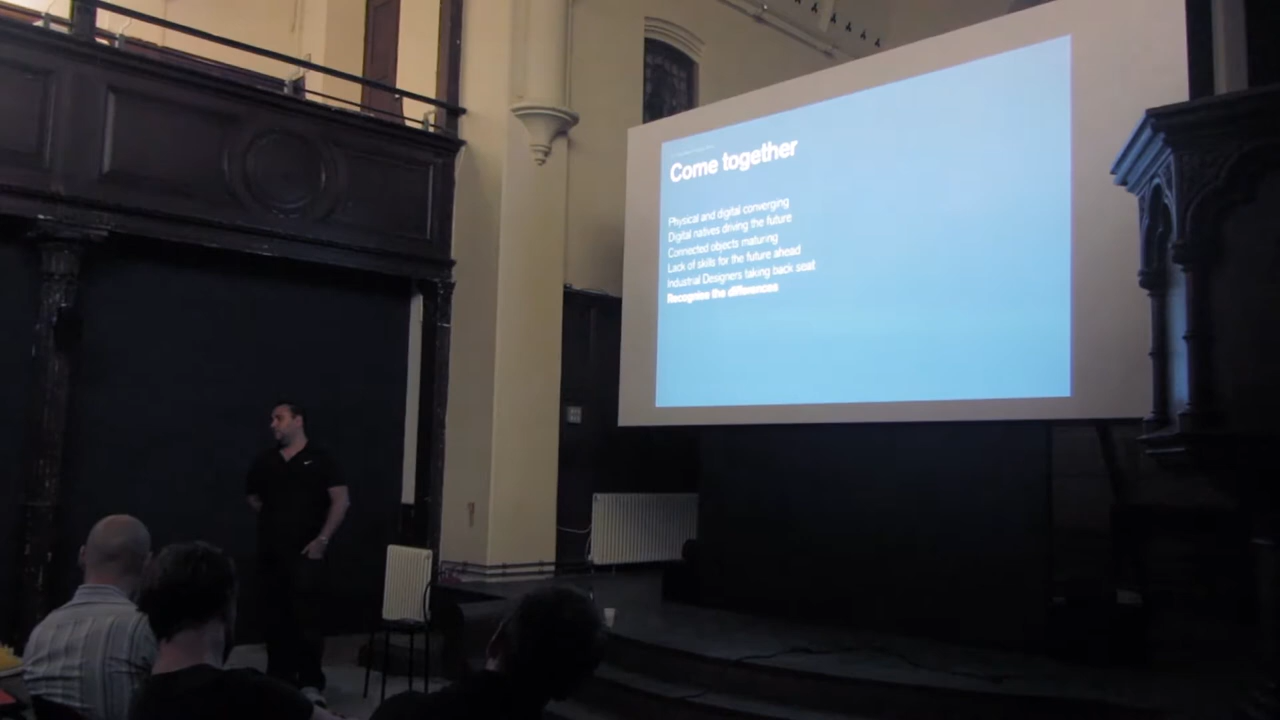 Come together
Physical and digital converging
Digital natives driving the future
Connected objects maturing
Lack of skills for the future ahead
Industrial Designers taking back seat
Recognise the differences